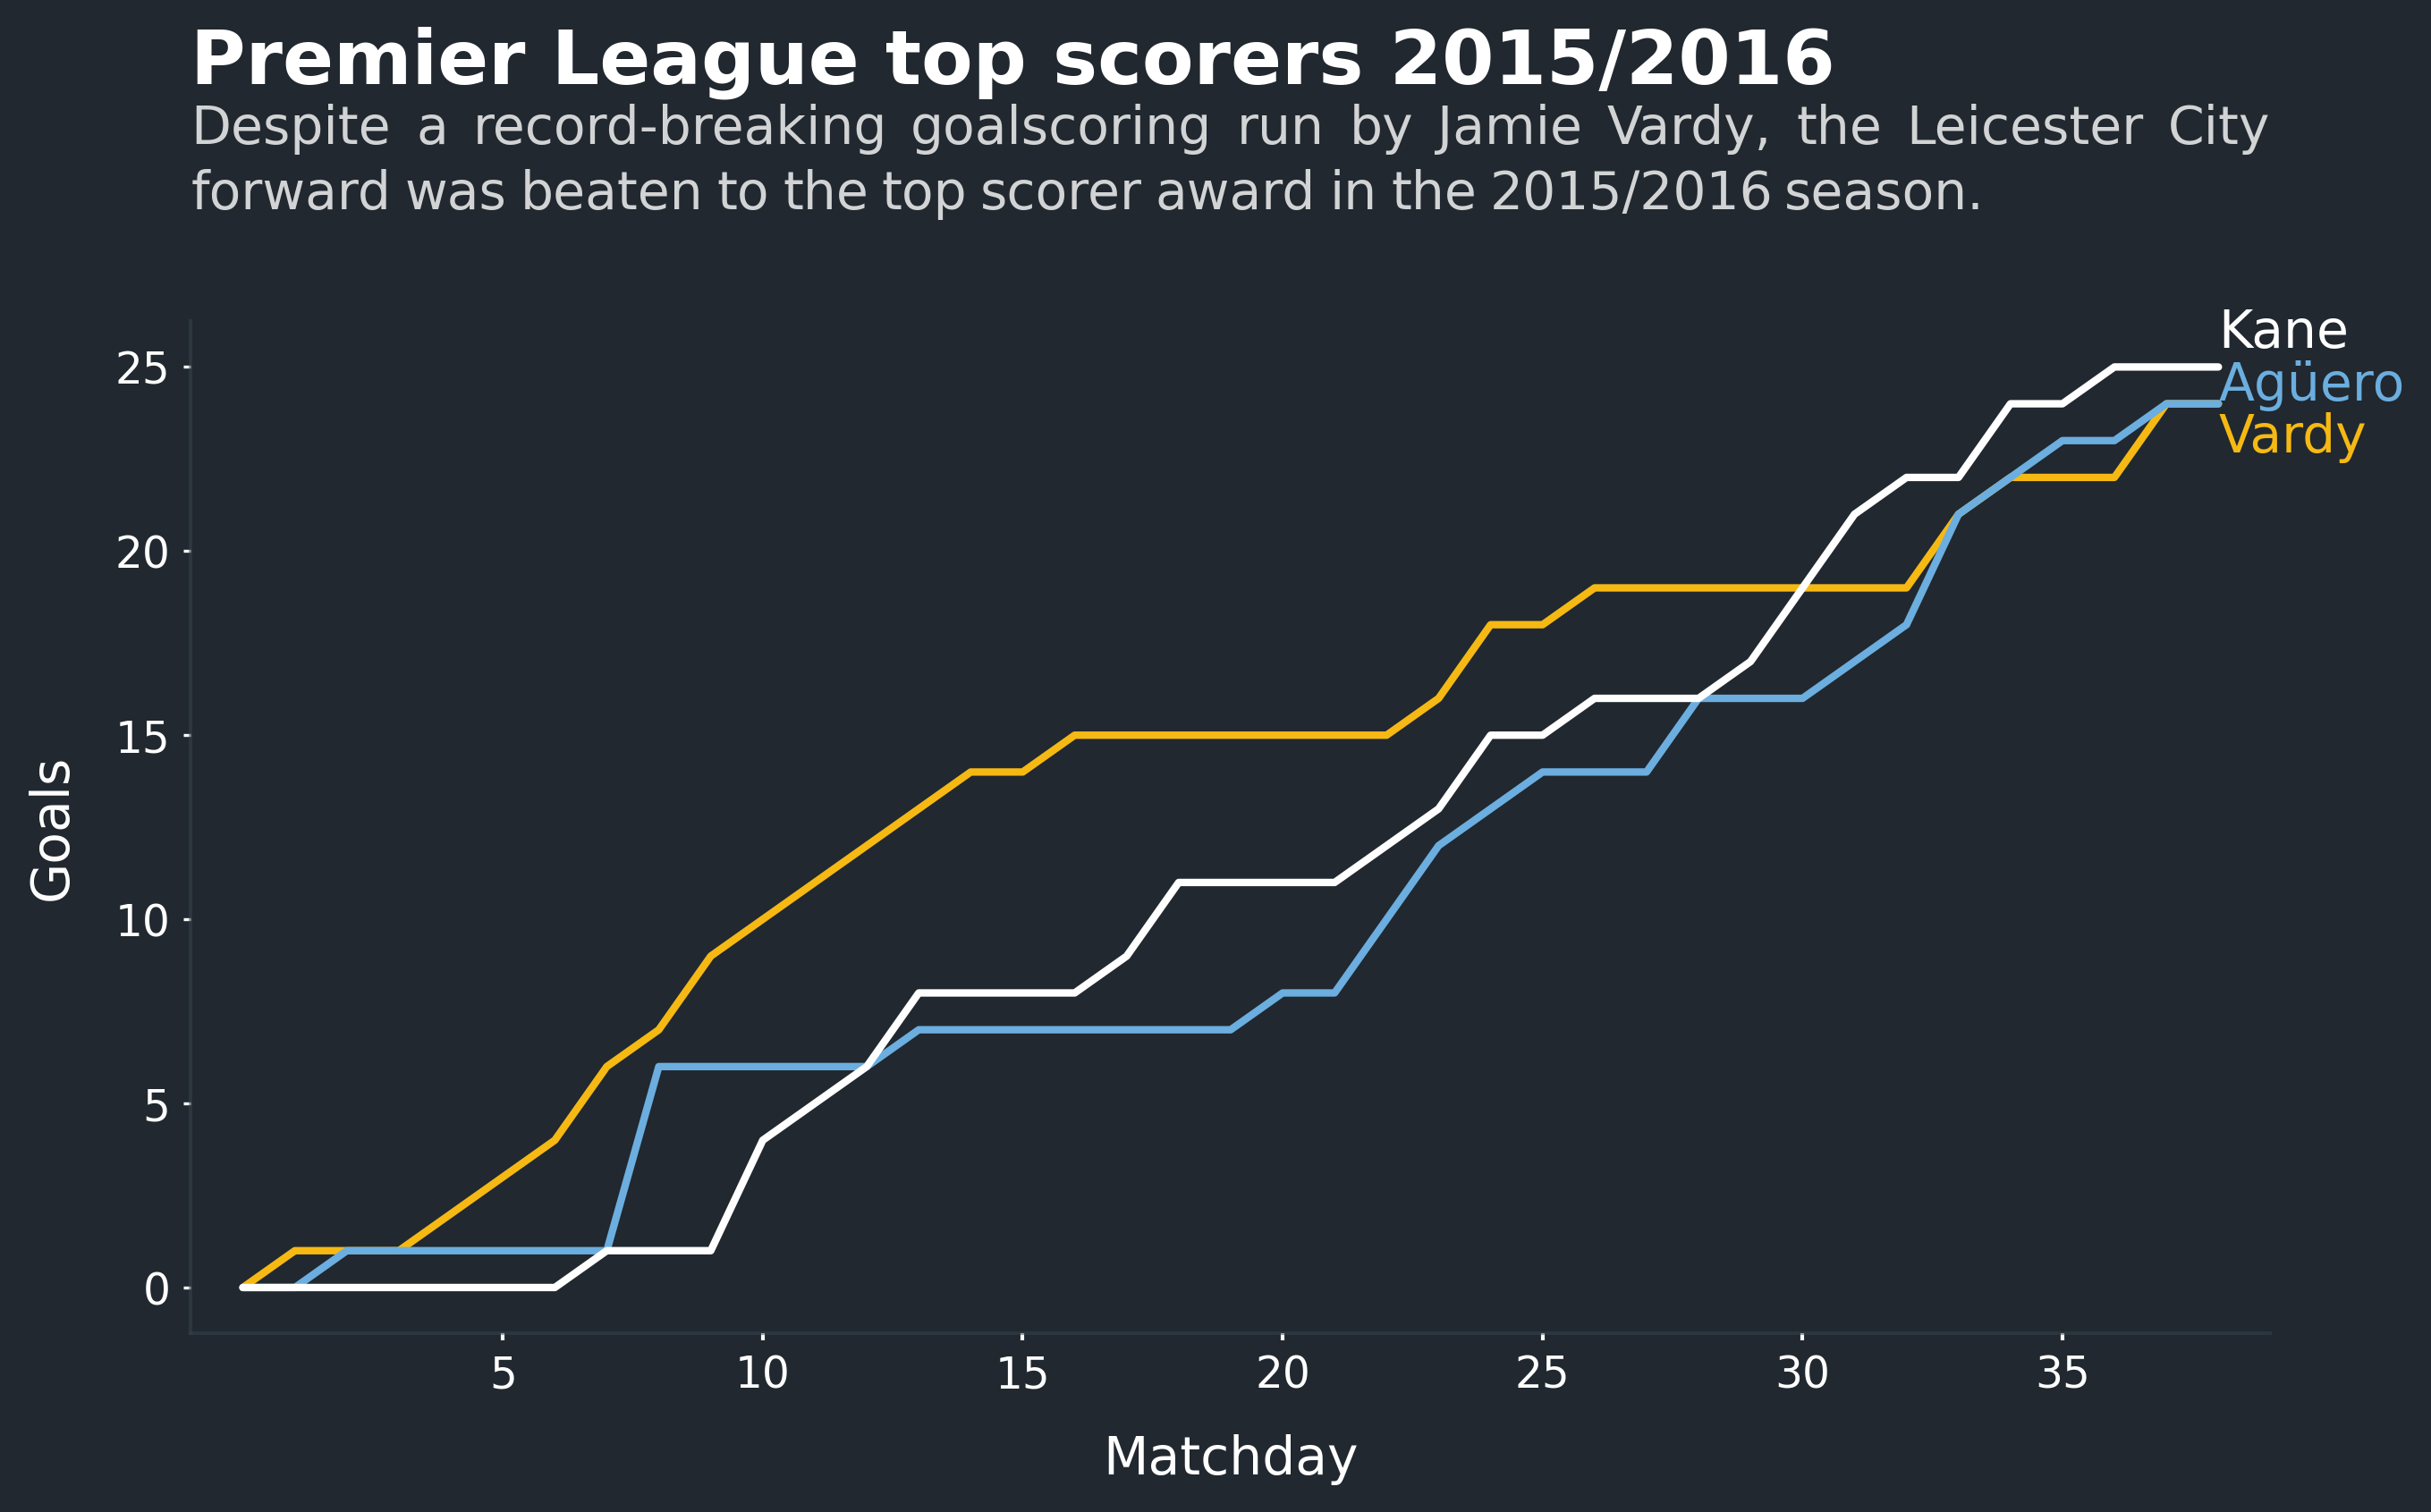 Premier League top scorers 2015/2016
Despite a record-breaking goalscoring run by Jamie Vardy, the Leicester City
forward was beaten to the top scorer award in the 2015/2016 season.
Kane
Agüero
Vardy
25
20
15
10
5
0
Goals
5 10 15 20 25 30 35
Matchday